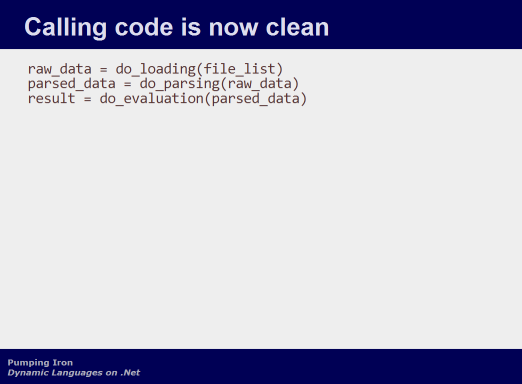 Calling code is now clean
raw_data = do_loading(file_list)
parsed_data = do_parsing(raw_data)
result = do_evaluation(parsed_data)
Pumping Iron
Dynamic Languages on .Net